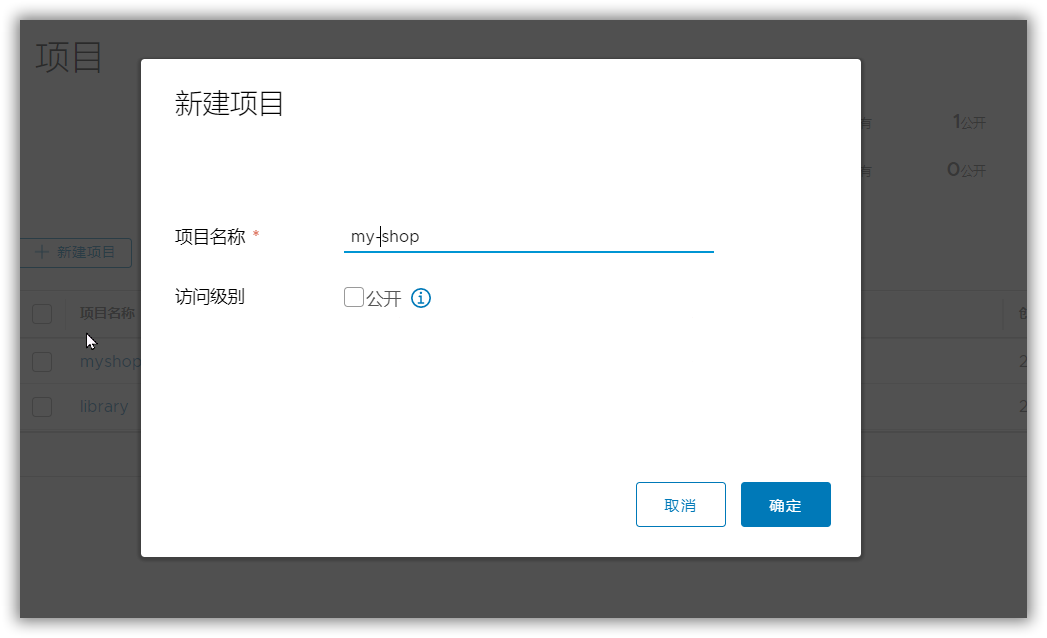 项目
新建项目
有 1公开
有 0公开
项目名称 * my-shop
+ 新建项目
访问级别 公开
项目名称
myshop
library
取消 确定